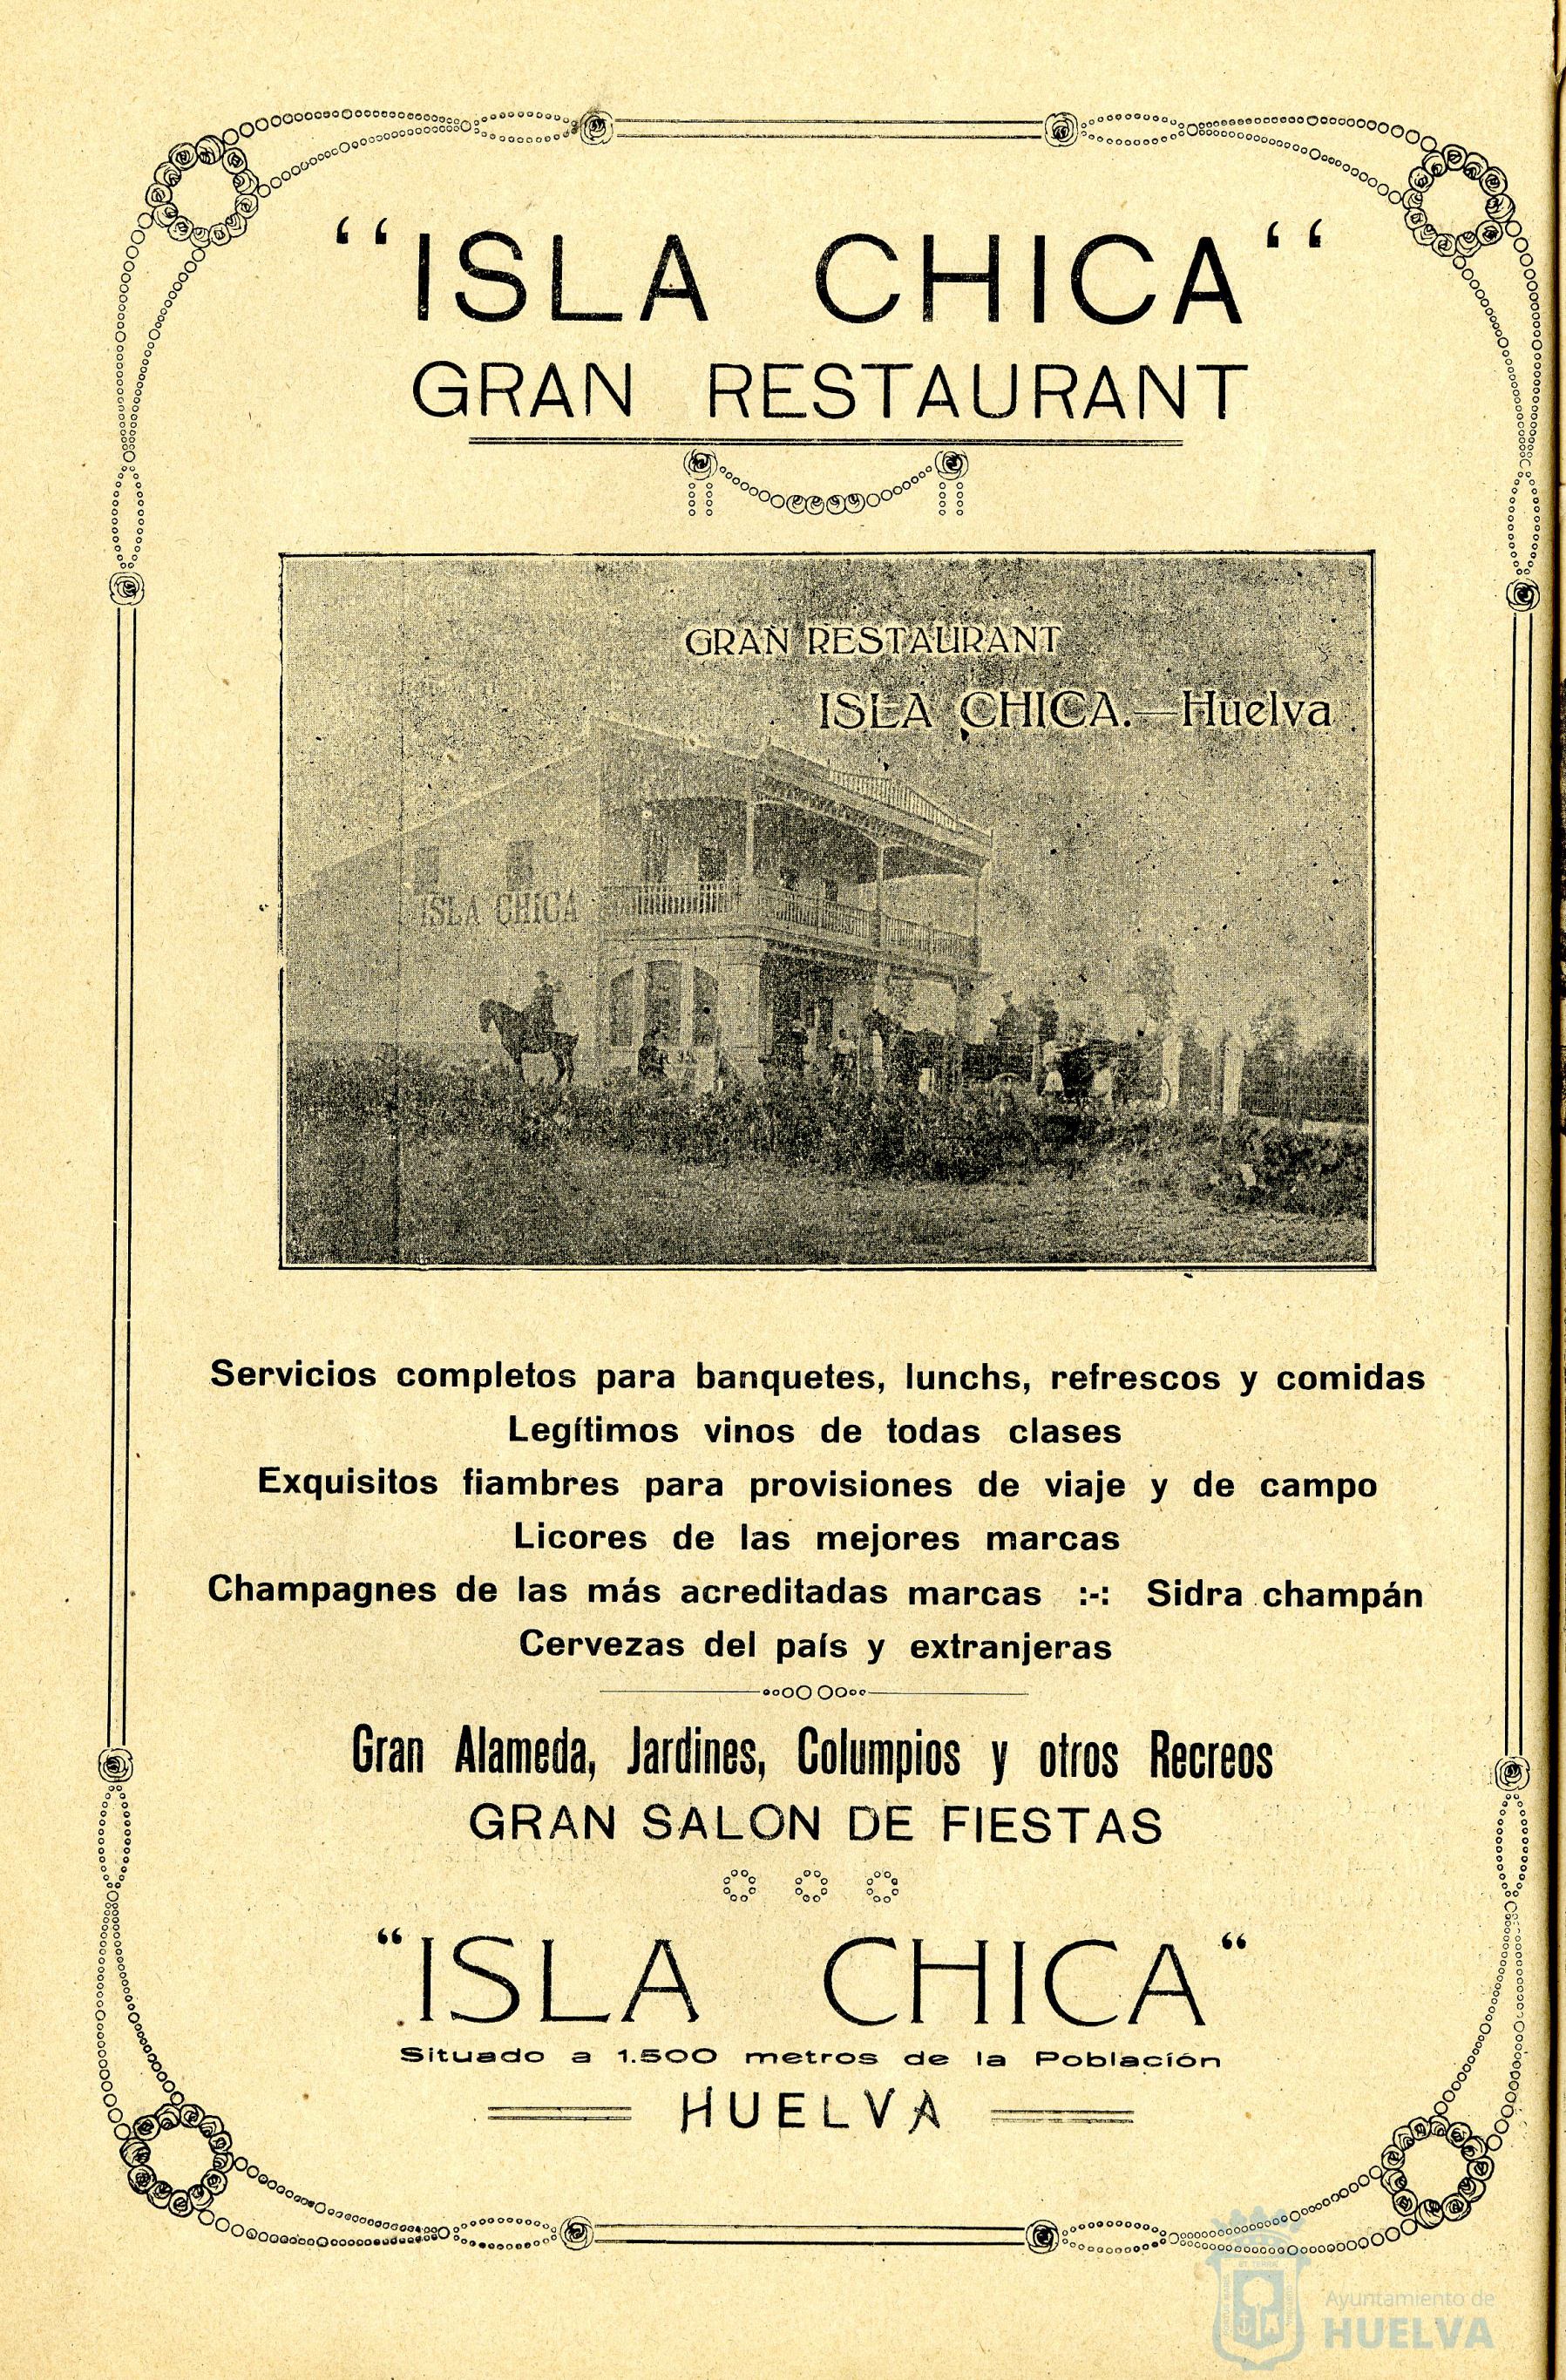 “ISLA CHICA“
GRAN RESTAURANT
GRAN RESTAURANT
ISLA CHICA.—Huelva
ISLA CHICA
Servicios completos para banquetes, lunchs, refrescos y comidas
Legítimos vinos de todas clases
Exquisitos fiambres para provisiones de viaje y de campo
Licores de las mejores marcas
Champagnes de las más acreditadas marcas :-: Sidra champán
Cervezas del país y extranjeras
Gran Alameda, Jardines, Columpios y otros Recreos
GRAN SALON DE FIESTAS
“ISLA CHICA“
Situado a 1.500 metros de la Población
HUELVA
Ayuntamiento de
HUELVA